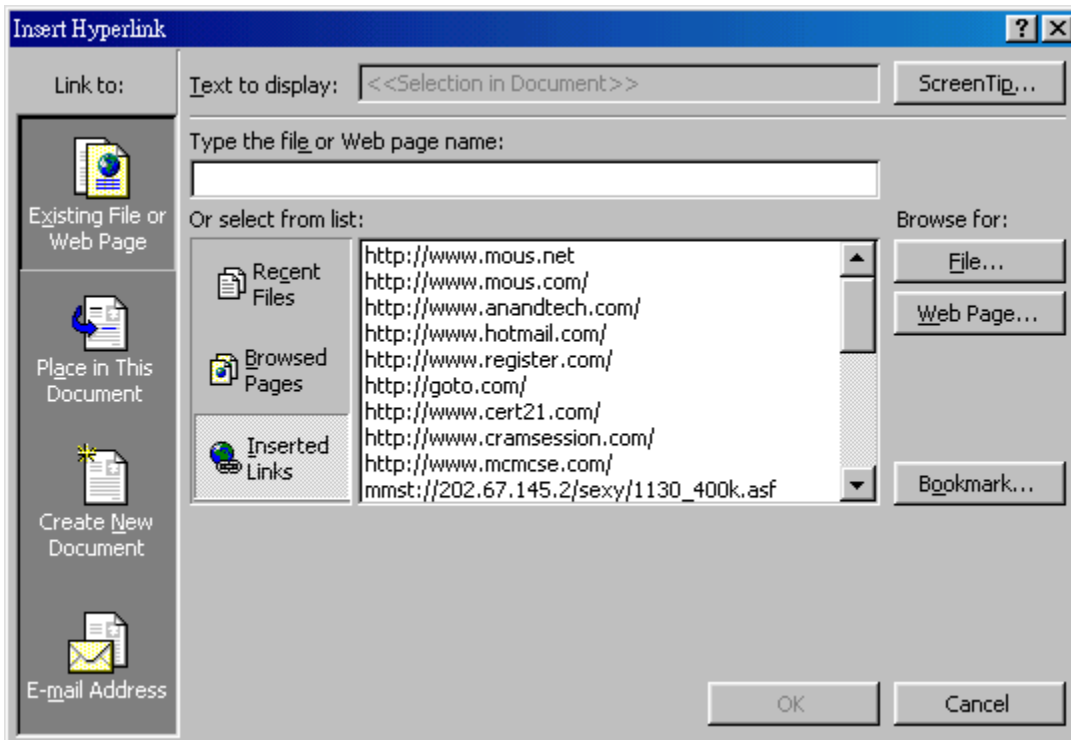 Insert Hyperlink
Link to:
Text to display:
<<Selection in Document>>
ScreenTip...
Existing File or
Web Page
Place in This
Document
Create New
Document
E-mail Address
Type the file or Web page name:
Or select from list:
Recent
Files
Browsed
Pages
Inserted
Links
http://www.mous.net
http://www.mous.com/
http://www.anandtech.com/
http://www.hotmail.com/
http://www.register.com/
http://goto.com/
http://www.cert21.com/
http://www.cramsession.com/
http://www.mcmcse.com/
mmst://202.67.145.2/sexy/1130_400k.asf
Browse for:
File...
Web Page...
Bookmark...
OK
Cancel